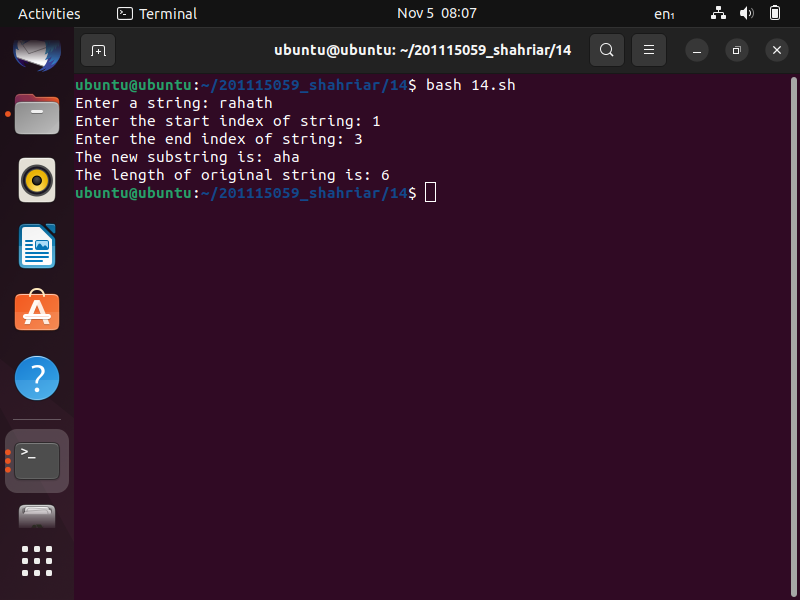 Activities Terminal Nov 5 08:07 en₁
ubuntu@ubuntu: ~/201115059_shahriar/14
ubuntu@ubuntu:~/201115059_shahriar/14$ bash 14.sh
Enter a string: rahath
Enter the start index of string: 1
Enter the end index of string: 3
The new substring is: aha
The length of original string is: 6
ubuntu@ubuntu:~/201115059_shahriar/14$